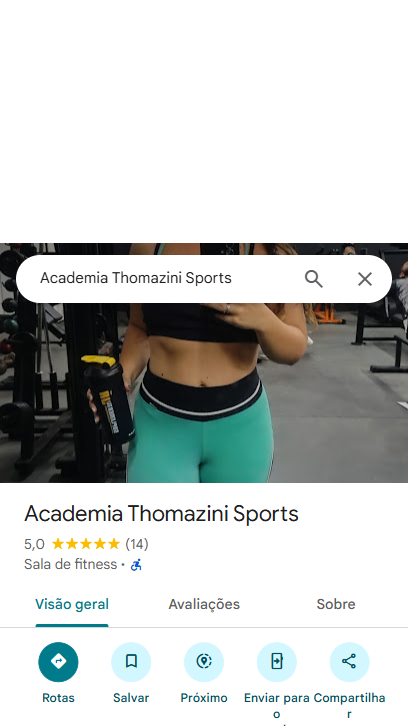 Academia Thomazini Sports
Academia Thomazini Sports
5,0 (14)
Sala de fitness ·
Visão geral
Avaliações
Sobre
Rotas
Salvar
Próximo
Enviar para o
Compartilhar